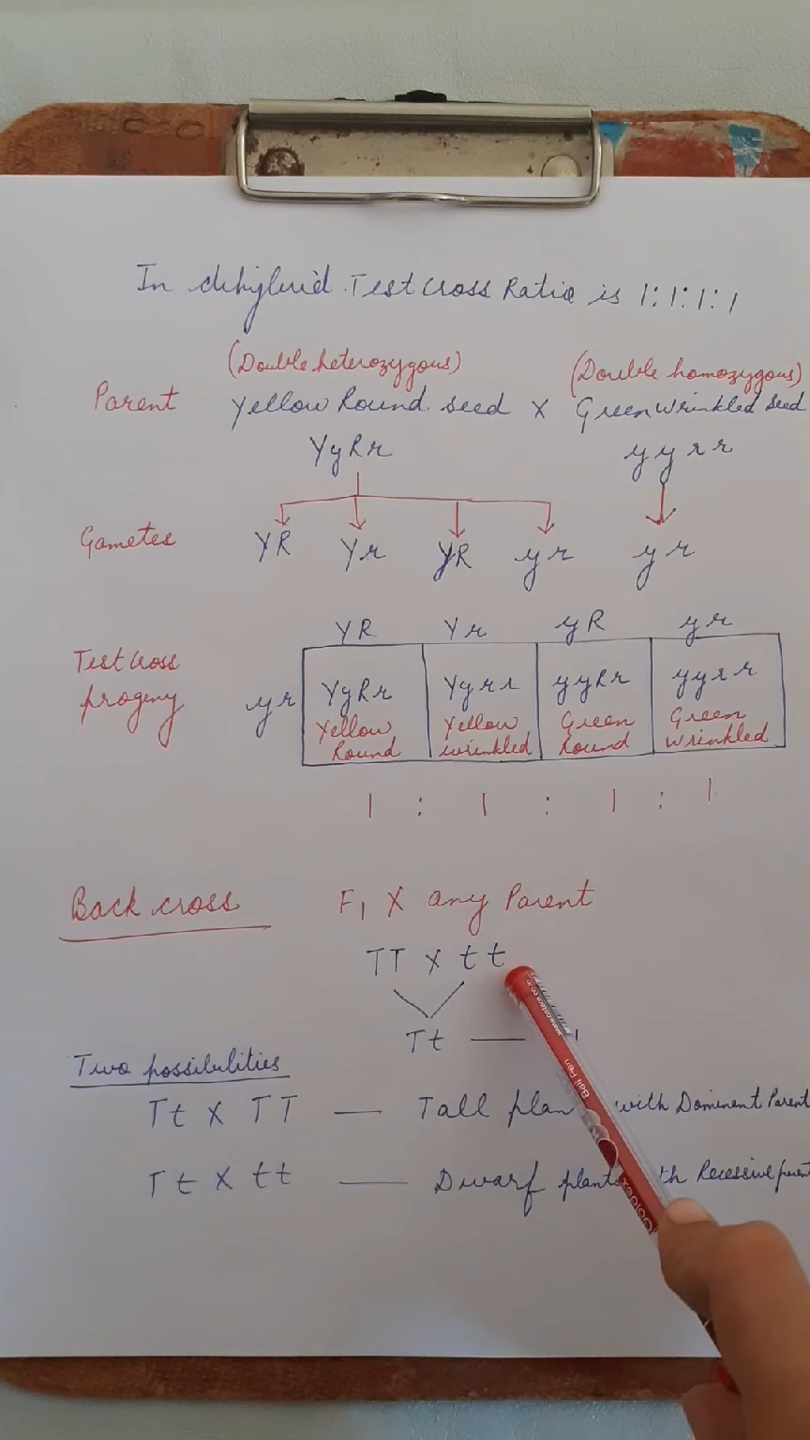 In dihybrid Test Cross Ratio is 1:1:1:1
(Double heterozygous) (Double homozygous)
Parent Yellow Round seed X Green Wrinkled seed
YyRr yyrr
Gametes YR Yr yR yr yr
YR Yr yR yr
Test Cross progeny yr YyRr Yyrr yyRr yyrr
Yellow Round Yellow wrinkled Green Round Green wrinkled
1 : 1 : 1 : 1
Back cross F1 X any Parent
TT X tt
Tt —
Two possibilities
Tt X TT — Tall plan with Dominent Parent
Tt X tt — Dwarf plant th Recessive
Ball Pen